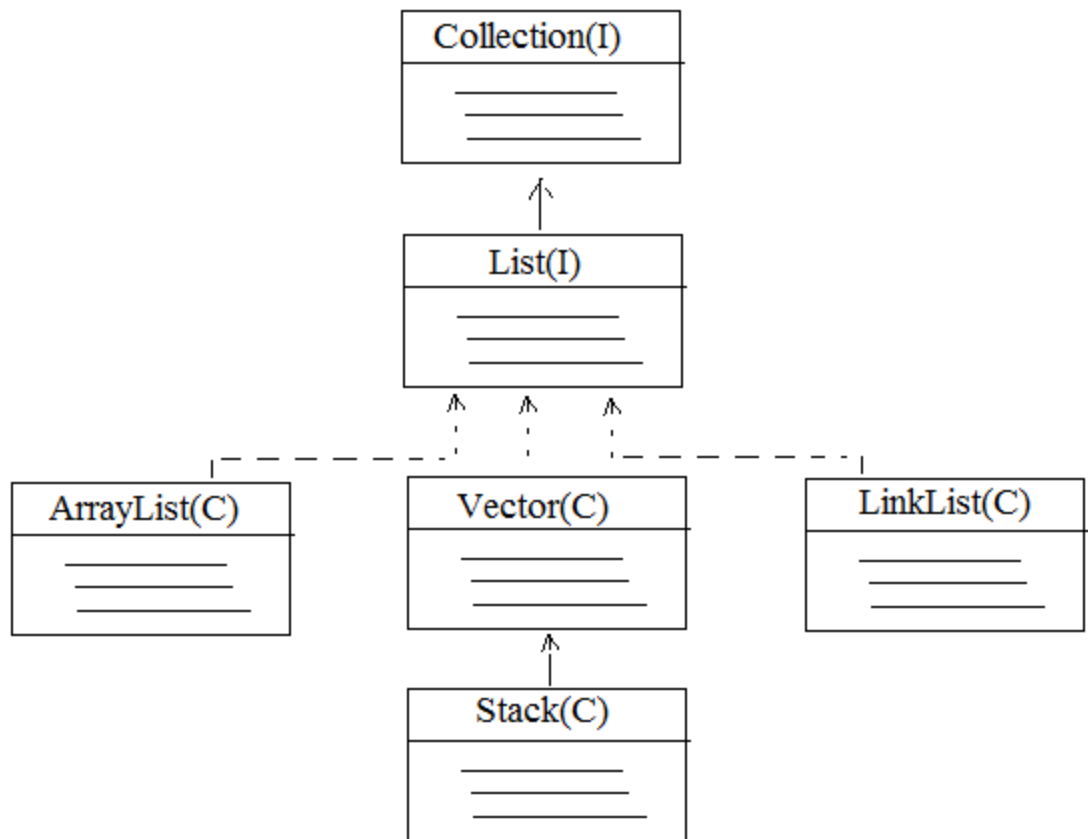 Collection(I)
List(I)
ArrayList(C)
Vector(C)
LinkList(C)
Stack(C)